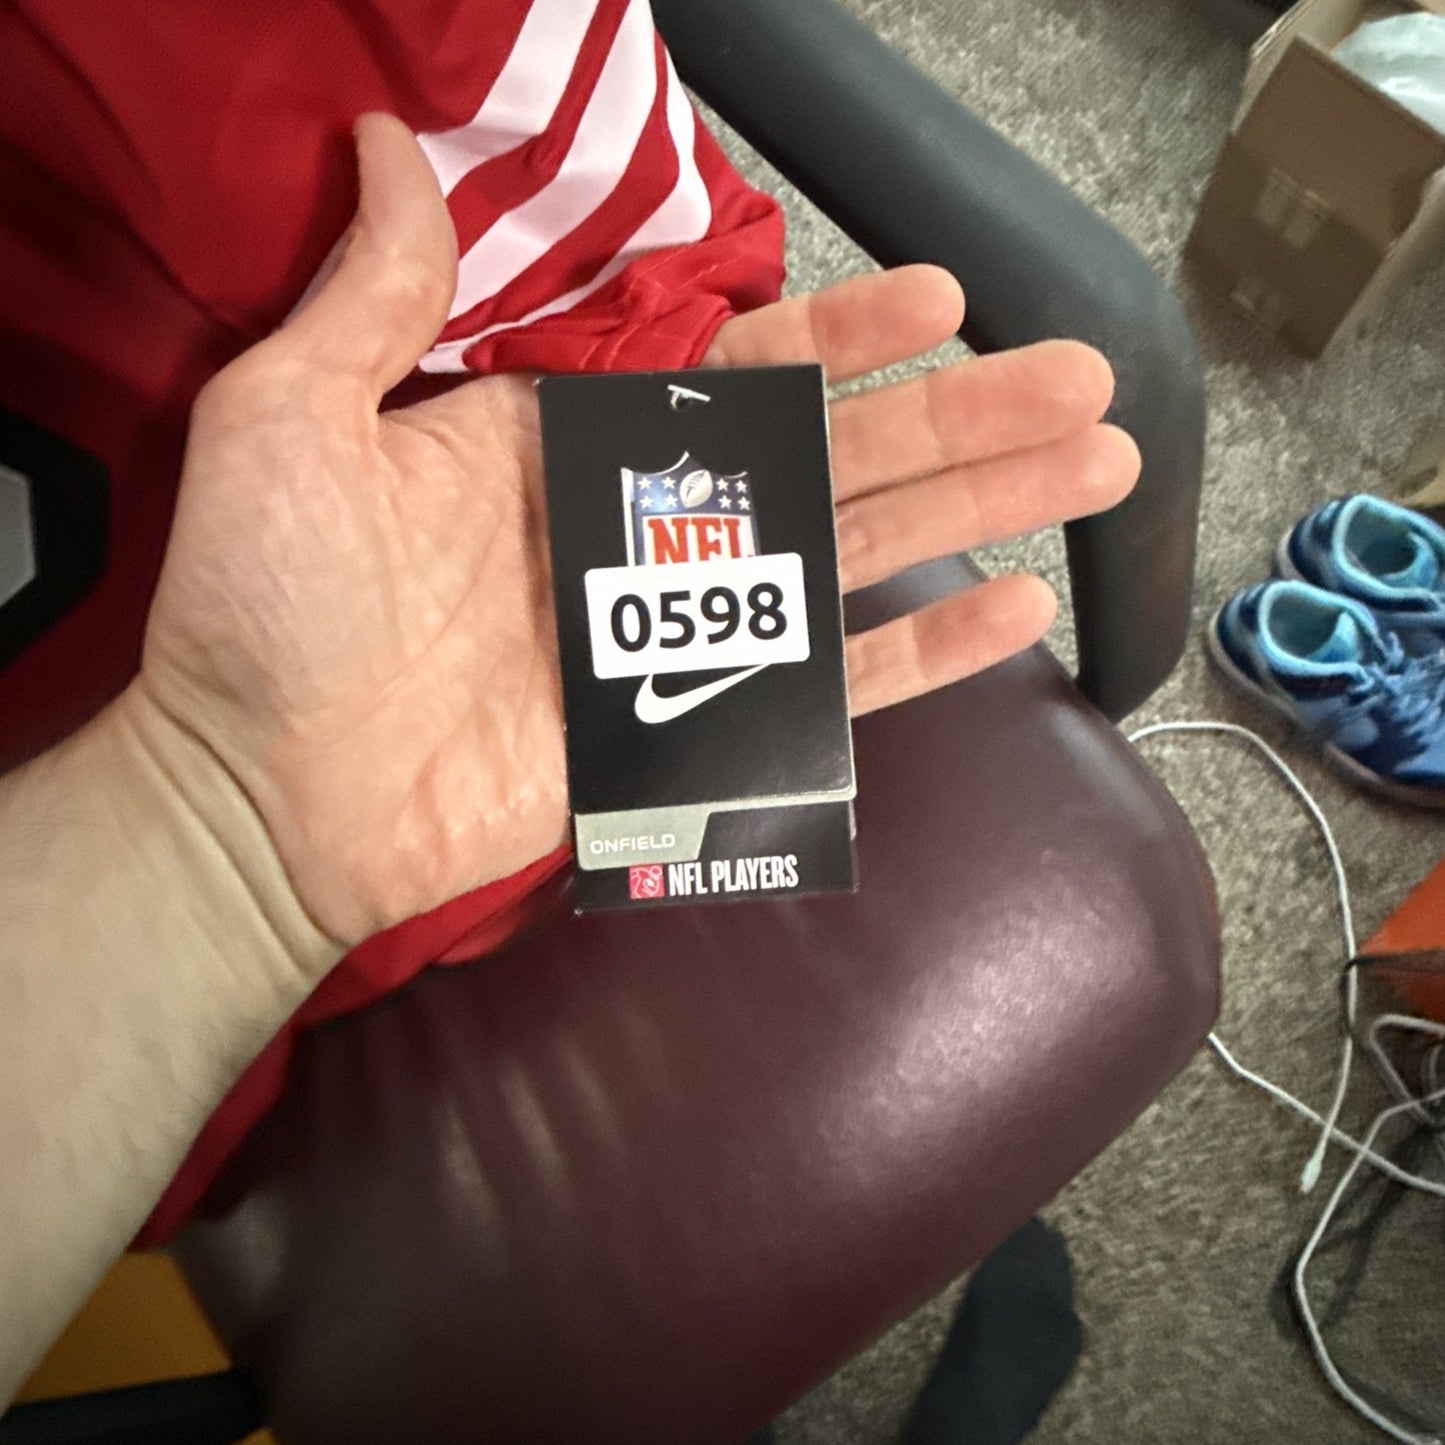 NFL
0598
ONFIELD
NFL PLAYERS